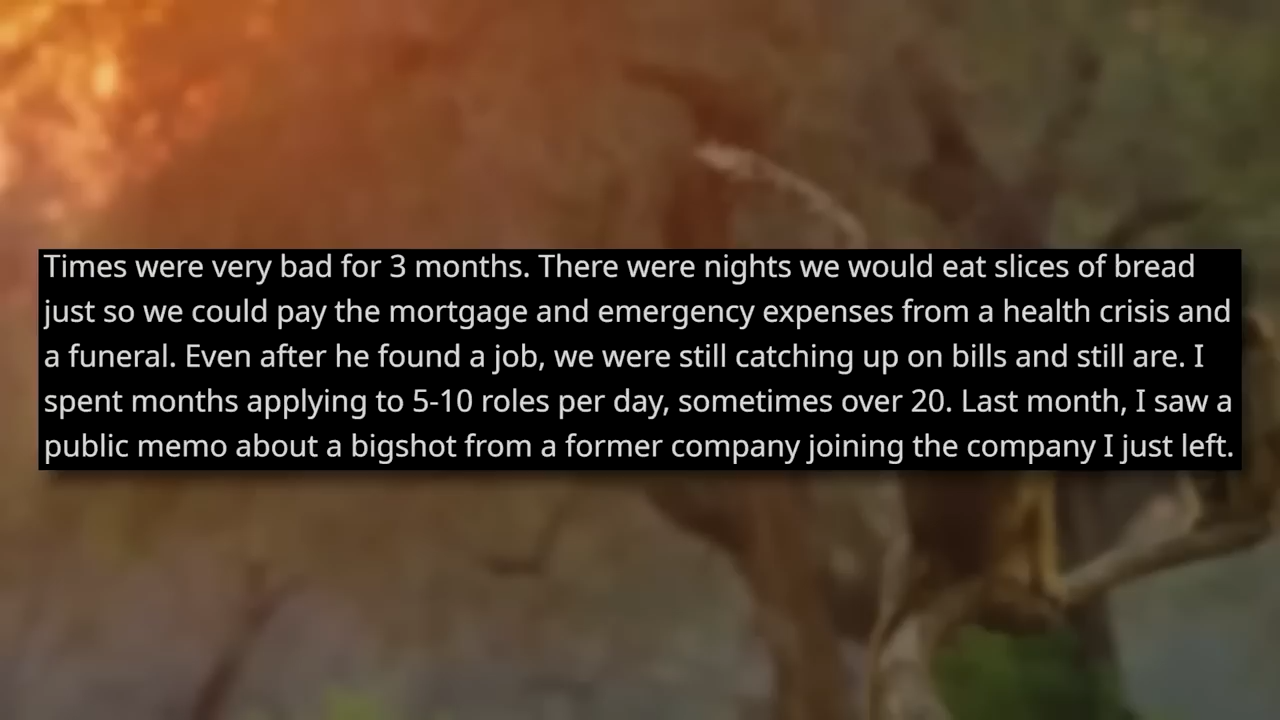 Times were very bad for 3 months. There were nights we would eat slices of bread
just so we could pay the mortgage and emergency expenses from a health crisis and
a funeral. Even after he found a job, we were still catching up on bills and still are. I
spent months applying to 5-10 roles per day, sometimes over 20. Last month, I saw a
public memo about a bigshot from a former company joining the company I just left.